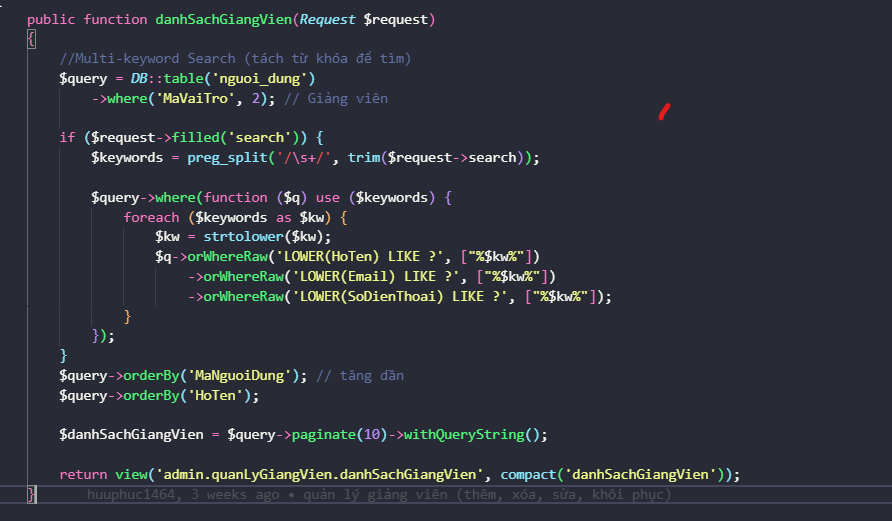 public function danhSachGiangVien(Request $request)
{
    //Multi-keyword Search (tách từ khóa để tìm)
    $query = DB::table('nguoi_dung')
        ->where('MaVaiTro', 2); // Giảng viên
    if ($request->filled('search')) {
        $keywords = preg_split('/\s+/', trim($request->search));
        $query->where(function ($q) use ($keywords) {
            foreach ($keywords as $kw) {
                $kw = strtolower($kw);
                $q->orWhereRaw('LOWER(HoTen) LIKE ?', ["%$kw%"])
                    ->orWhereRaw('LOWER(Email) LIKE ?', ["%$kw%"])
                    ->orWhereRaw('LOWER(SoDienThoai) LIKE ?', ["%$kw%"]);
            }
        });
    }
    $query->orderBy('MaNguoiDung'); // tăng dần
    $query->orderBy('HoTen');
    $danhSachGiangVien = $query->paginate(10)->withQueryString();
    return view('admin.quanLyGiangVien.danhSachGiangVien', compact('danhSachGiangVien'));
}    huuphuc1464, 3 weeks ago • quản lý giảng viên (thêm, xóa, sửa, khôi phục)